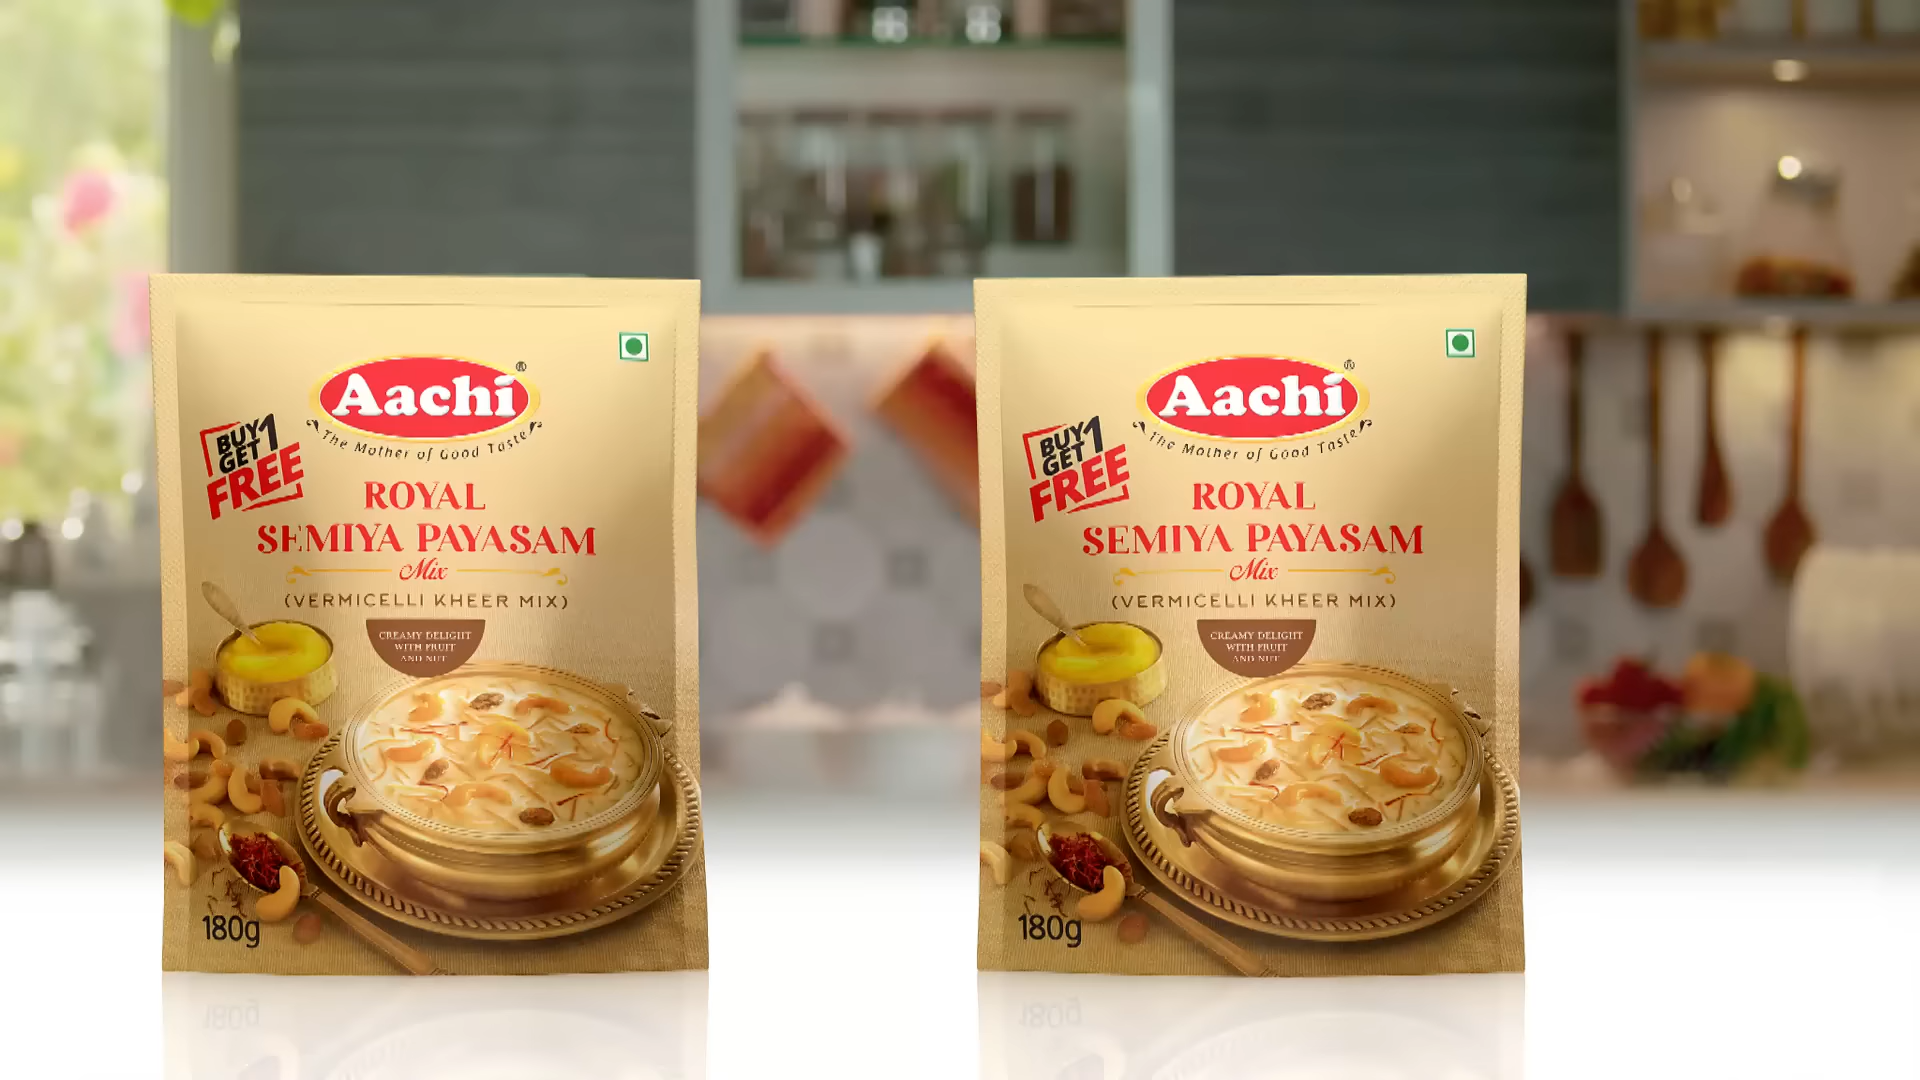 Aachi®
The Mother of Good Taste
BUY 1
GET
FREE
ROYAL
SEMIYA PAYASAM
Mix
(VERMICELLI KHEER MIX)
CREAMY DELIGHT
WITH FRUIT
AND NUT
180g
Aachi®
The Mother of Good Taste
BUY 1
GET
FREE
ROYAL
SEMIYA PAYASAM
Mix
(VERMICELLI KHEER MIX)
CREAMY DELIGHT
WITH FRUIT
AND NUT
180g